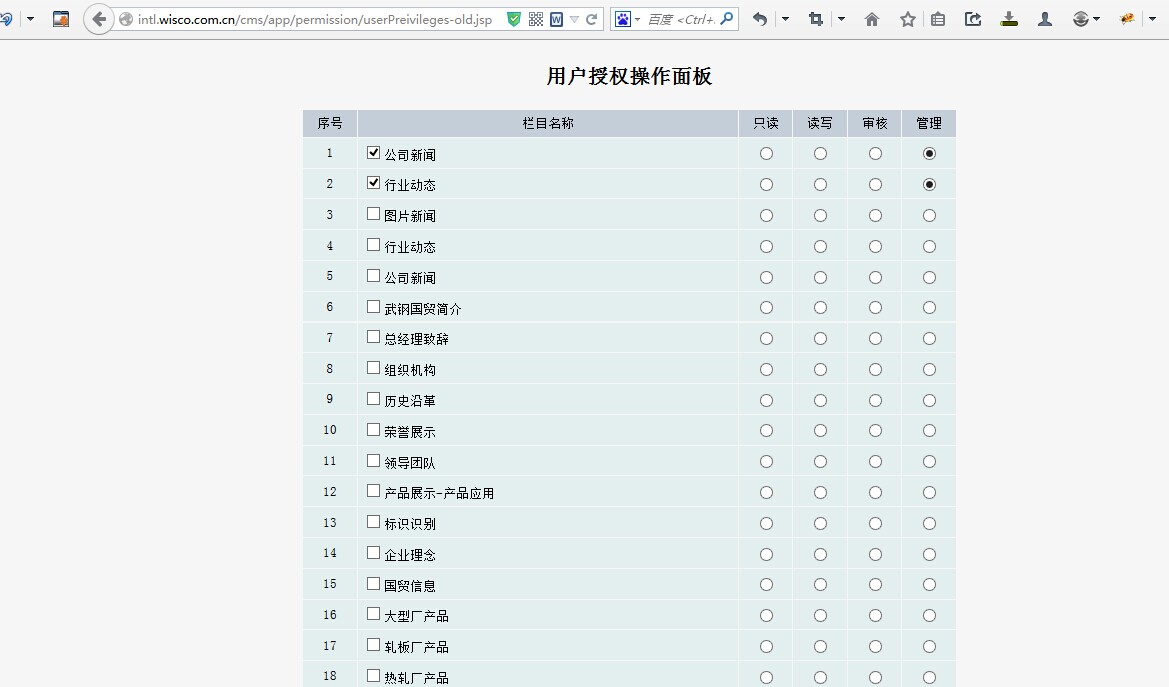 intl.wisco.com.cn/cms/app/permission/userPreivileges-old.jsp
百度 <Ctrl+.
用户授权操作面板
序号 栏目名称 只读 读写 审核 管理
1 公司新闻
2 行业动态
3 图片新闻
4 行业动态
5 公司新闻
6 武钢国贸简介
7 总经理致辞
8 组织机构
9 历史沿革
10 荣誉展示
11 领导团队
12 产品展示-产品应用
13 标识识别
14 企业理念
15 国贸信息
16 大型厂产品
17 轧板厂产品
18 热轧厂产品